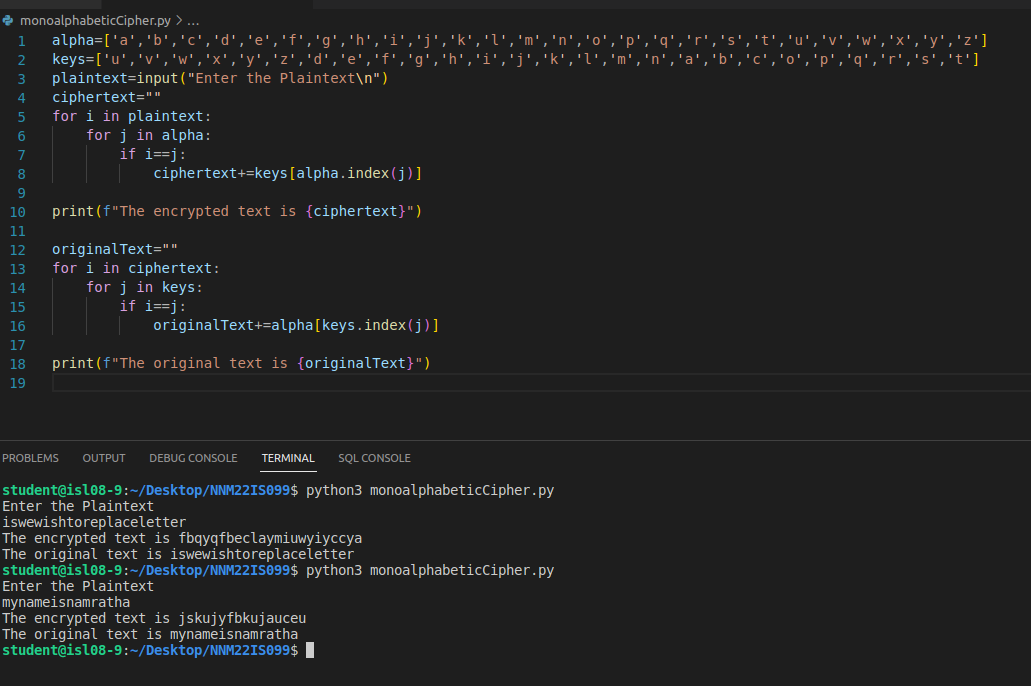 monoalphabeticCipher.py > ...
1 alpha=['a','b','c','d','e','f','g','h','i','j','k','l','m','n','o','p','q','r','s','t','u','v','w','x','y','z']
2 keys=['u','v','w','x','y','z','d','e','f','g','h','i','j','k','l','m','n','a','b','c','o','p','q','r','s','t']
3 plaintext=input("Enter the Plaintext\n")
4 ciphertext=""
5 for i in plaintext:
6     for j in alpha:
7         if i==j:
8             ciphertext+=keys[alpha.index(j)]
9
10 print(f"The encrypted text is {ciphertext}")
11
12 originalText=""
13 for i in ciphertext:
14     for j in keys:
15         if i==j:
16             originalText+=alpha[keys.index(j)]
17
18 print(f"The original text is {originalText}")
19
PROBLEMS OUTPUT DEBUG CONSOLE TERMINAL SQL CONSOLE
student@isl08-9:~/Desktop/NNM22IS099$ python3 monoalphabeticCipher.py
Enter the Plaintext
iswewishtoreplaceletter
The encrypted text is fbqyqfbeclaymiuwyiyccya
The original text is iswewishtoreplaceletter
student@isl08-9:~/Desktop/NNM22IS099$ python3 monoalphabeticCipher.py
Enter the Plaintext
mynameisnamratha
The encrypted text is jskujyfbkujauceu
The original text is mynameisnamratha
student@isl08-9:~/Desktop/NNM22IS099$